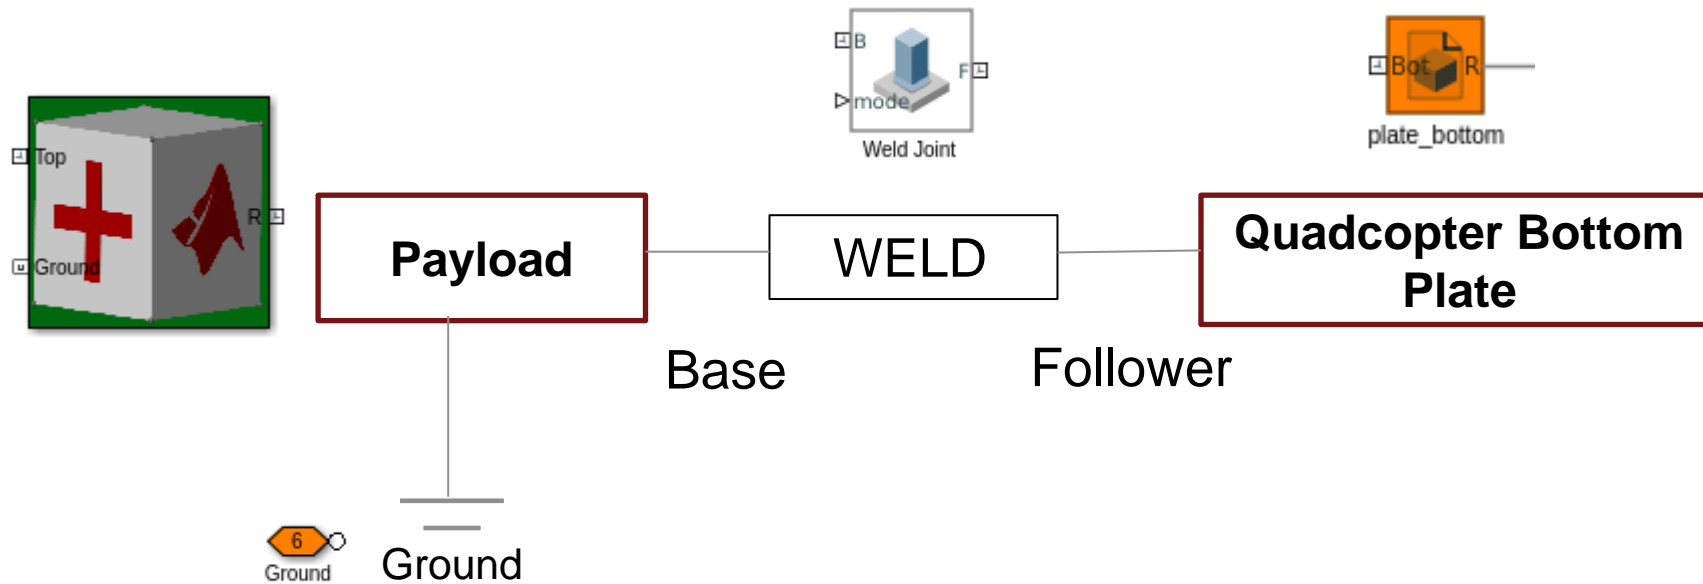 B
F
mode
Weld Joint
Bot R
plate_bottom
Top
R
Ground
Payload
WELD
Quadcopter Bottom
Plate
Base
Follower
6
Ground
Ground